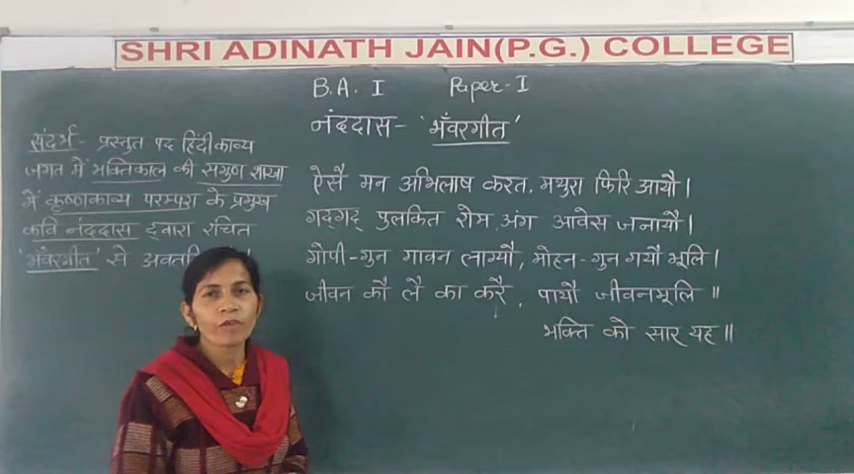 SHRI ADINATH JAIN(P.G.) COLLEGE
B.A. I Paper-I
नंददास- 'भँवरगीत'
संदर्भ - प्रस्तुत पद हिंदीकाव्य
जगत में भक्तिकाल की सगुण शाखा
में कृष्णकाव्य परम्परा के प्रमुख
कवि नंददास द्वारा रचित
'भँवरगीत' से
ऐसै मन अभिलाष करत, मथुरा फिरि आयौ।
गद्गद् पुलकित रोम, अंग आवेस जनायौ।
गोपी-गुन गावन लाग्यौ, मोहन-गुन गयौ भूलि।
जीवन कौ लै का करै, पायौ जीवनमूलि॥
भक्ति को सार यह॥